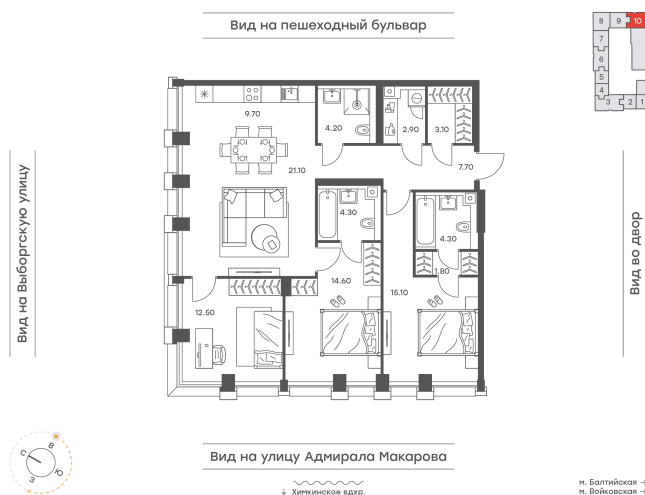 Вид на пешеходный бульвар
8 9 10
7
6
5
4
3 2 1
9.70
4.20
2.90
3.10
21.10
7.70
4.30
4.30
14.60
1.80
15.10
12.50
Вид на Выборгскую улицу
Вид во двор
Вид на улицу Адмирала Макарова
↓ Химкинское вдхр.
С
В
Ю
З
м. Балтийская →
м. Войковская →